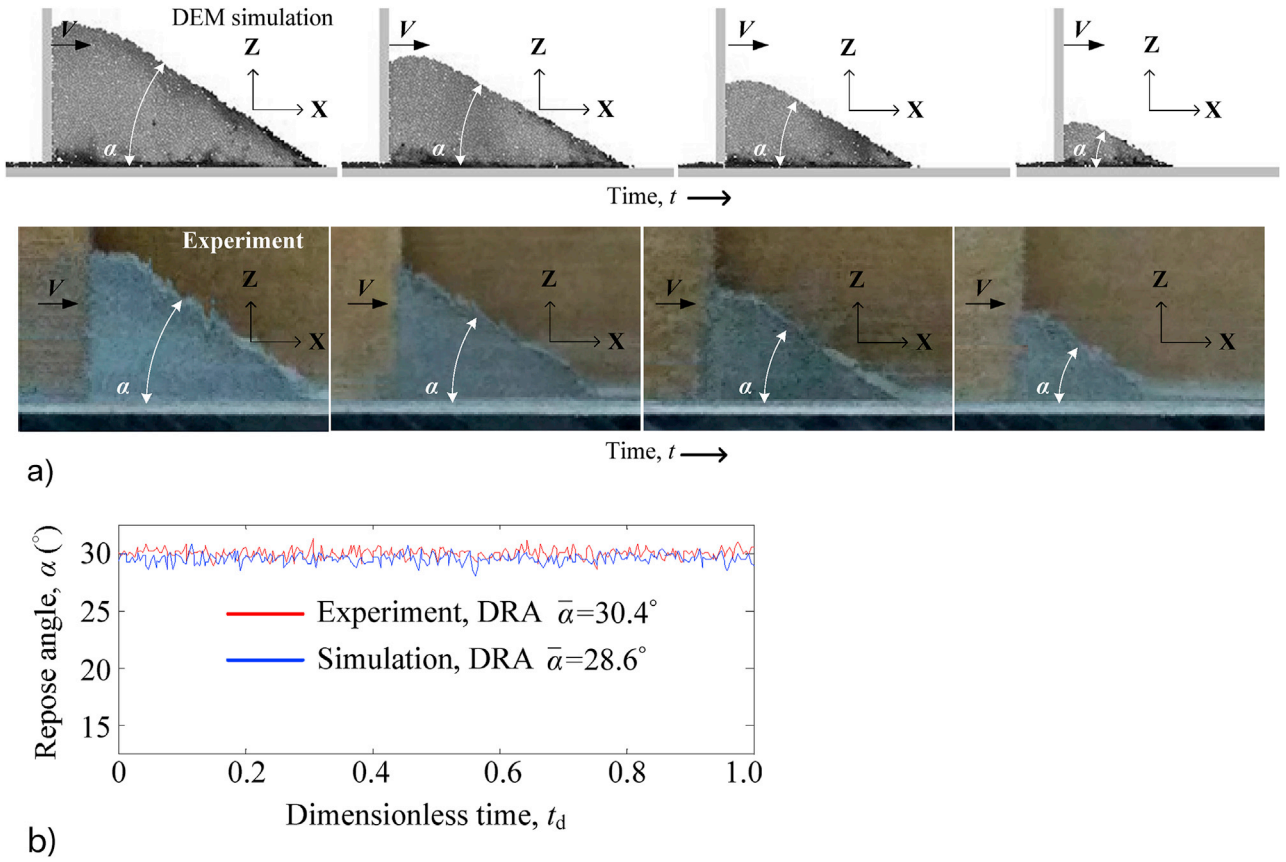 DEM simulation
V Z X α
V Z X α
V Z X α
V Z X α
Time, t
Experiment
V Z X α
V Z X α
V Z X α
V Z X α
Time, t
a)
Repose angle, α (°)
30
25
20
15
Experiment, DRA ᾱ=30.4°
Simulation, DRA ᾱ=28.6°
0 0.2 0.4 0.6 0.8 1.0
Dimensionless time, td
b)